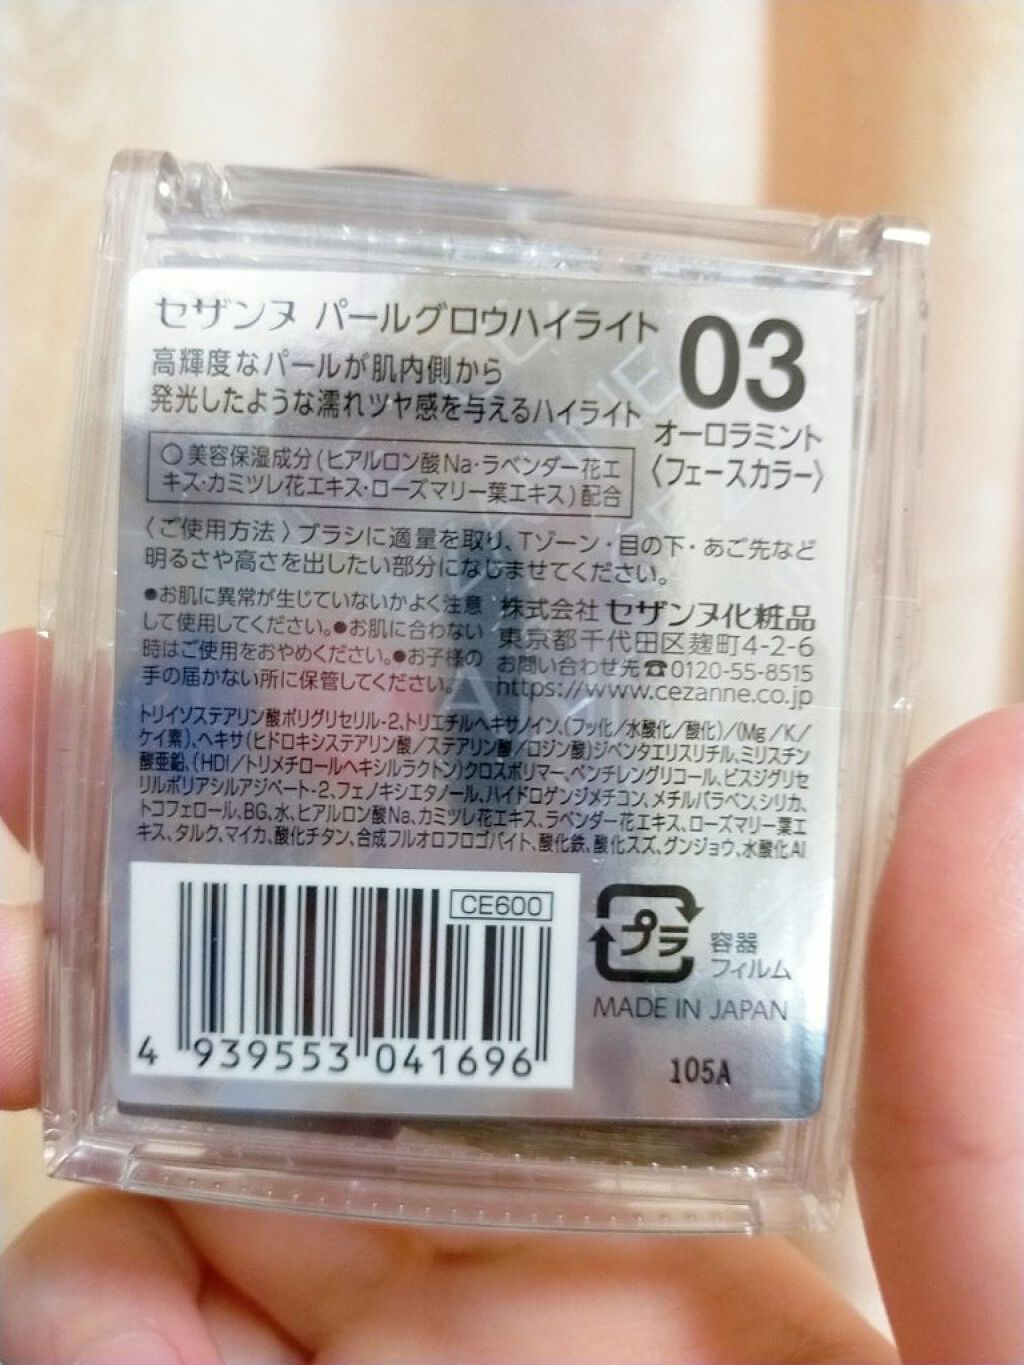 セザンヌ パールグロウハイライト
高輝度なパールが肌内側から
発光したような濡れツヤ感を与えるハイライト
03
オーロラミント
〈フェースカラー〉
○美容保湿成分(ヒアルロン酸Na・ラベンダー花エ
キス・カミツレ花エキス・ローズマリー葉エキス)配合
〈ご使用方法〉ブラシに適量を取り、Tゾーン・目の下・あご先など
明るさや高さを出したい部分になじませてください。
●お肌に異常が生じていないかよく注意
して使用してください。●お肌に合わない
時はご使用をおやめください。●お子様の
手の届かない所に保管してください。
株式会社 セザンヌ化粧品
東京都千代田区麹町4-2-6
お問い合わせ先☎0120-55-8515
https://www.cezanne.co.jp
トリイソステアリン酸ポリグリセリル-2、トリエチルヘキサノイン、(フッ化/水酸化/酸化)/(Mg/K/
ケイ素)、ヘキサ(ヒドロキシステアリン酸/ステアリン酸/ロジン酸)ジペンタエリスリチル、ミリスチン
酸亜鉛、(HDI/トリメチロールヘキシルラクトン)クロスポリマー、ペンチレングリコール、ビスジグリセ
リルポリアシルアジペート-2、フェノキシエタノール、ハイドロゲンジメチコン、メチルパラベン、シリカ、
トコフェロール、BG、水、ヒアルロン酸Na、カミツレ花エキス、ラベンダー花エキス、ローズマリー葉エ
キス、タルク、マイカ、酸化チタン、合成フルオロフロゴパイト、酸化鉄、酸化スズ、グンジョウ、水酸化Al
CE600
4 939553 041696
プラ
容器
フィルム
MADE IN JAPAN
105A